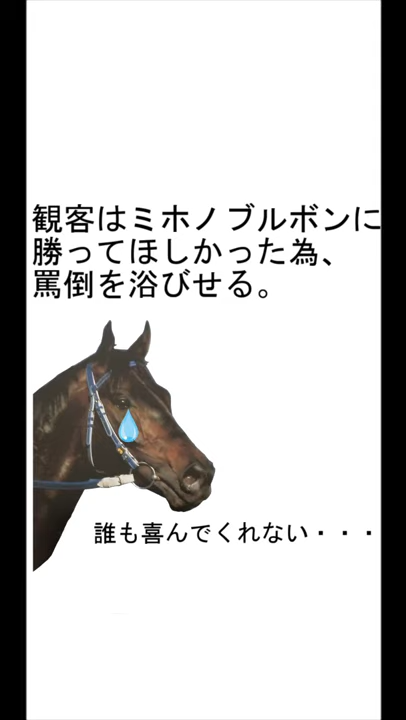 観客はミホノブルボンに
勝ってほしかった為、
罵倒を浴びせる。
誰も喜んでくれない・・・